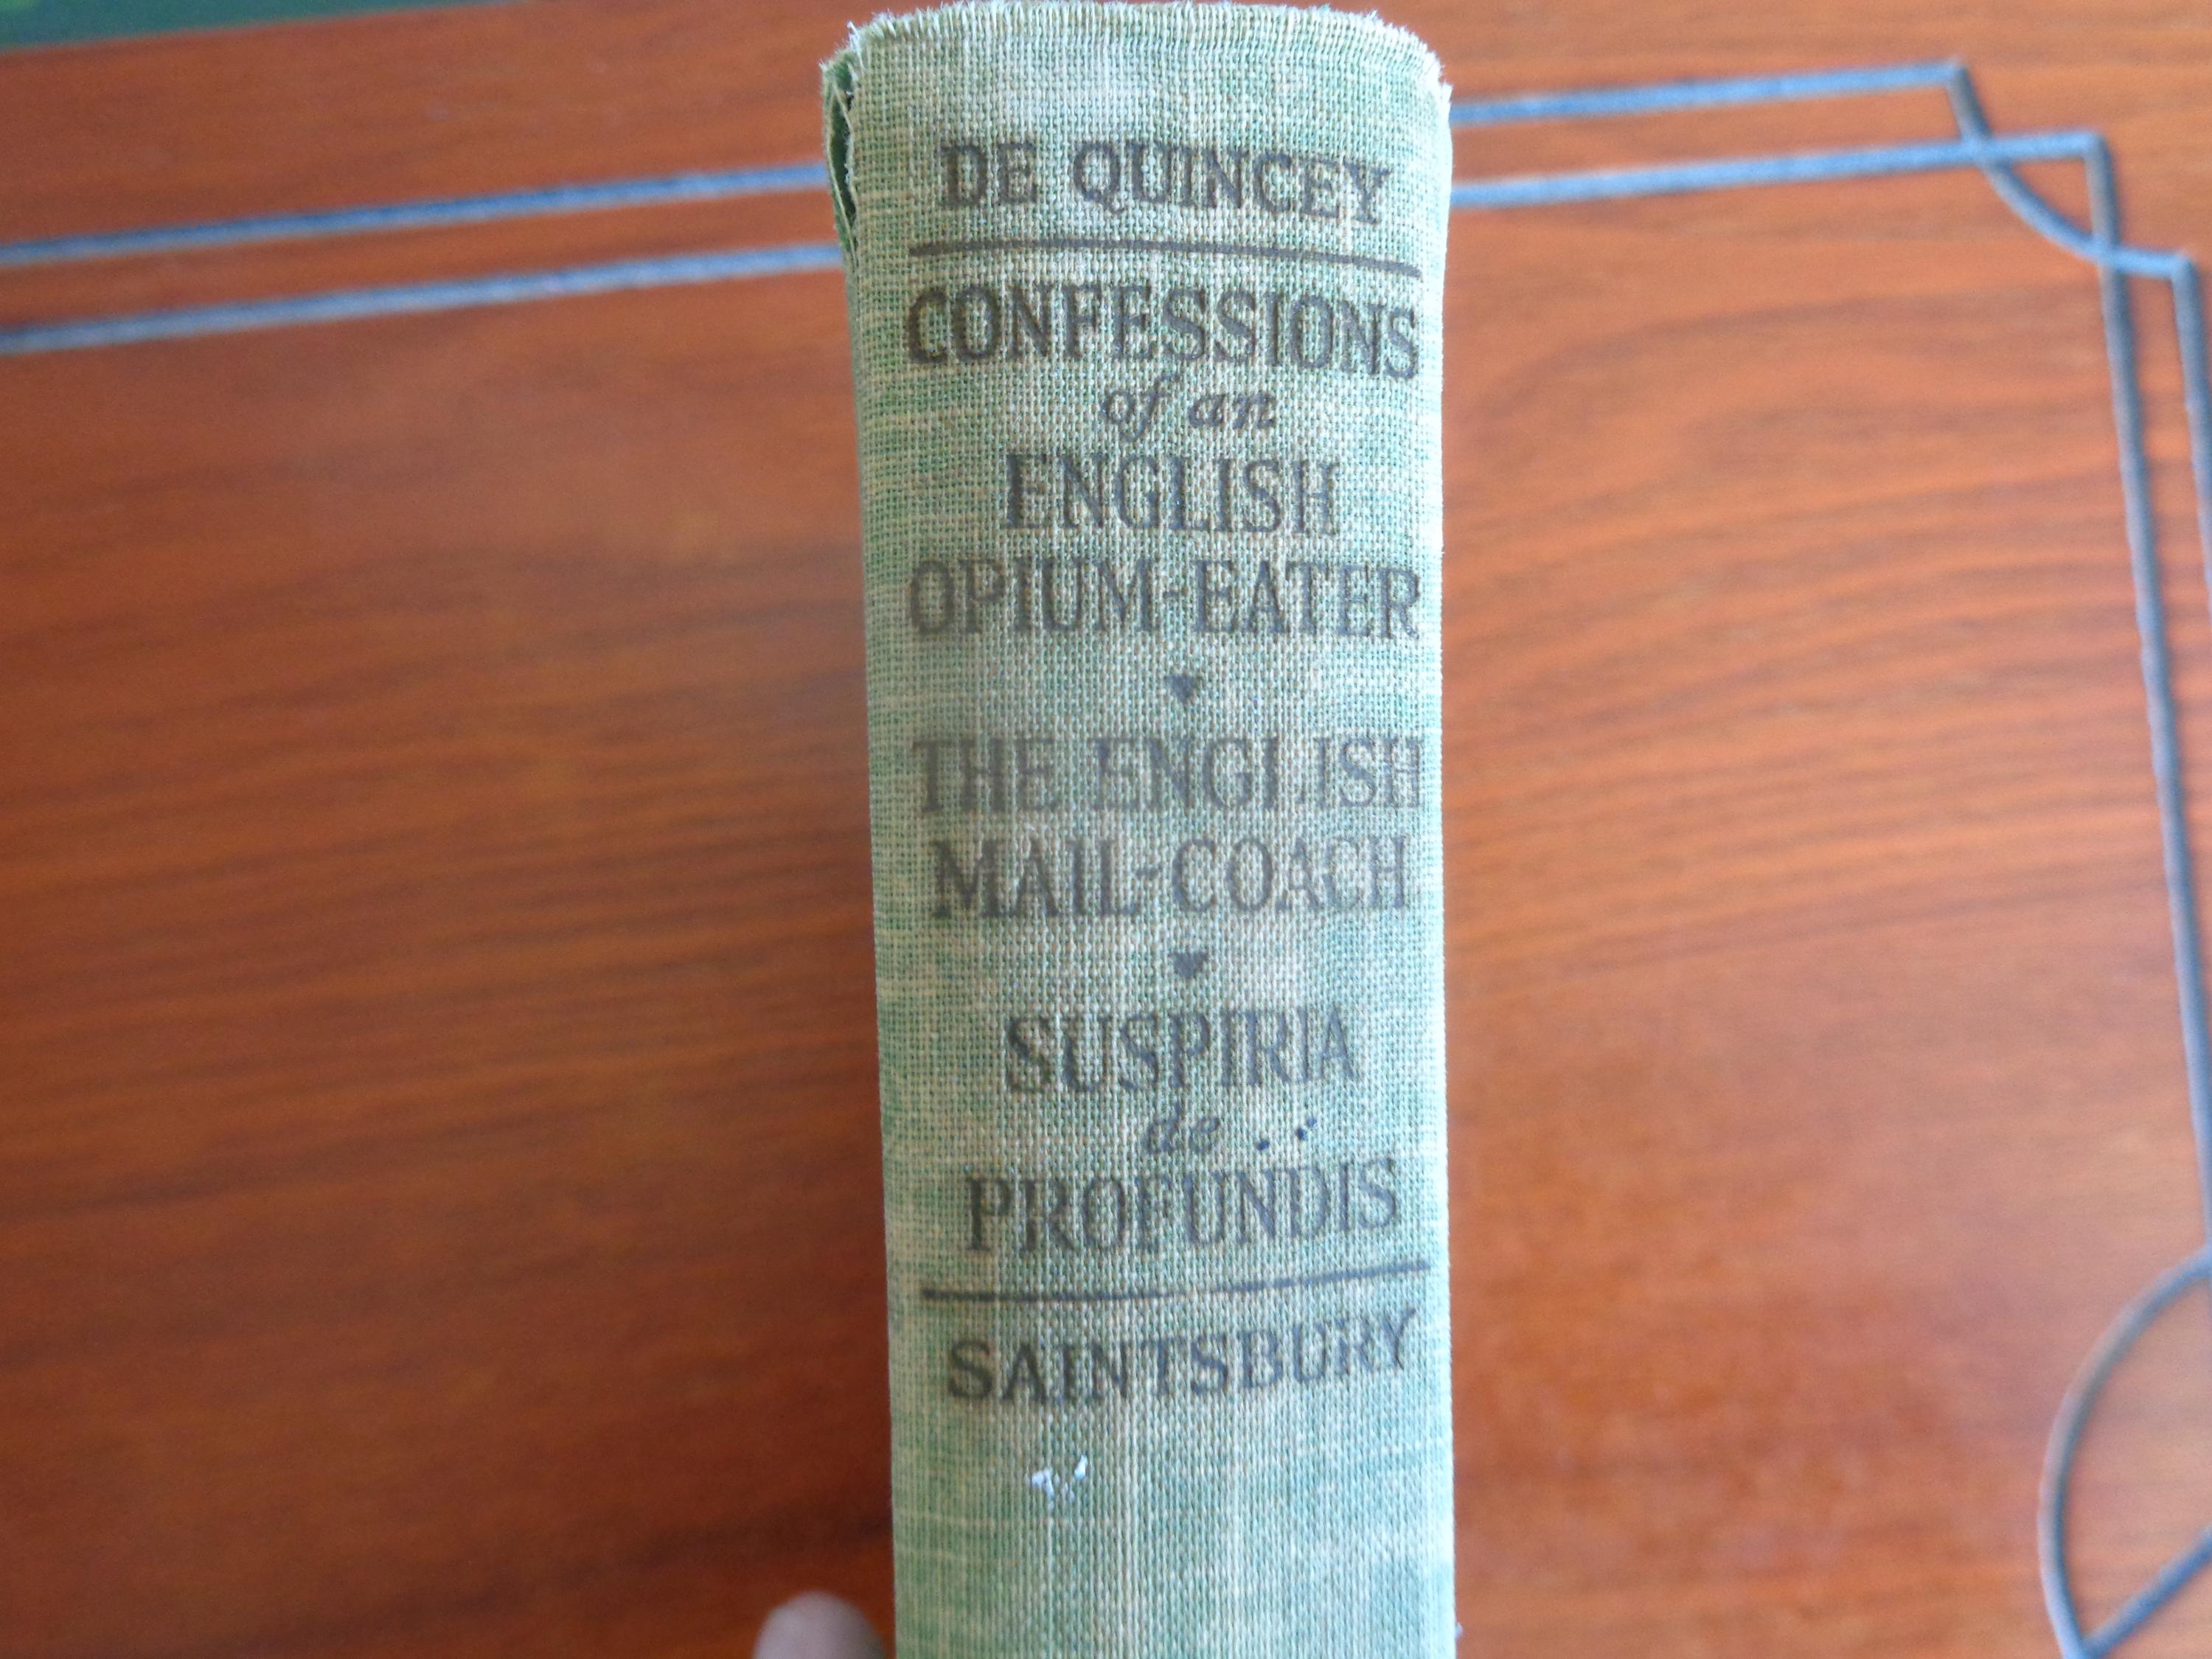 DE QUINCEY
CONFESSIONS
of an
ENGLISH
OPIUM-EATER
THE ENGLISH
MAIL-COACH
SUSPIRIA
de
PROFUNDIS
SAINTSBURY